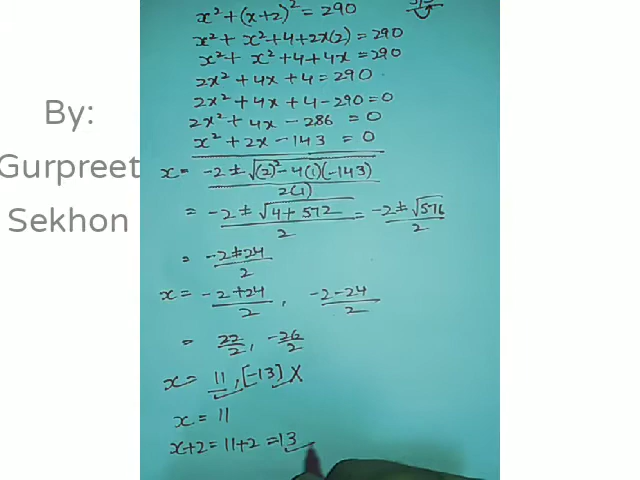 By:
Gurpreet
Sekhon
x² + (x+2)² = 290
x² + x² + 4 + 2x(2) = 290
x² + x² + 4 + 4x = 290
2x² + 4x + 4 = 290
2x² + 4x + 4 - 290 = 0
2x² + 4x - 286 = 0
x² + 2x - 143 = 0
x = -2 ± √(2)² - 4(1)(-143) / 2(1)
= -2 ± √4 + 572 / 2 = -2 ± √576 / 2
= -2 ± 24 / 2
x = -2 + 24 / 2, -2 - 24 / 2
= 22/2, -26/2
x = 11, [-13] X
x = 11
x+2 = 11+2 = 13